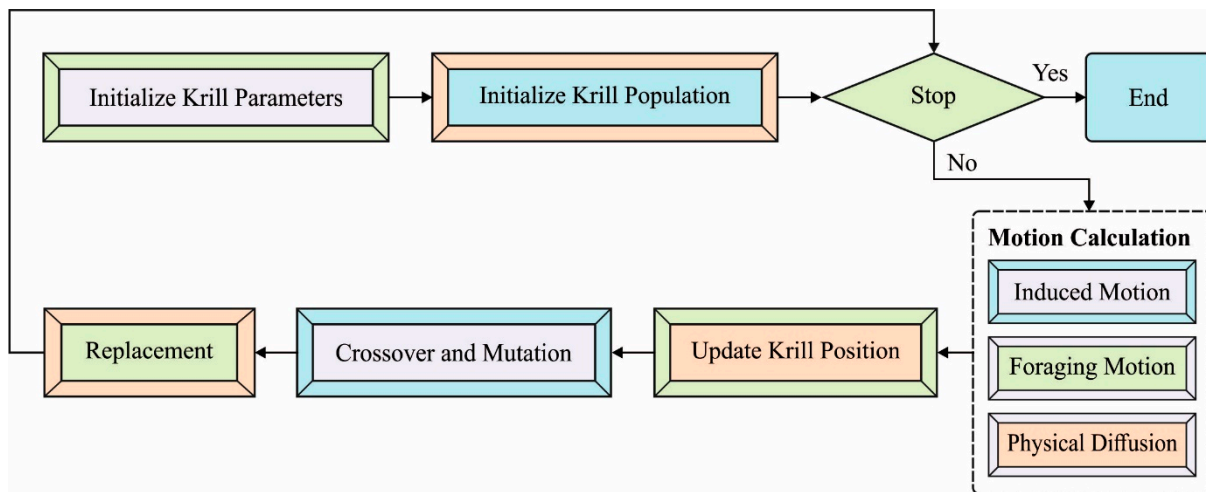 Initialize Krill Parameters
Initialize Krill Population
Stop
Yes
End
No
Motion Calculation
Induced Motion
Foraging Motion
Physical Diffusion
Update Krill Position
Crossover and Mutation
Replacement